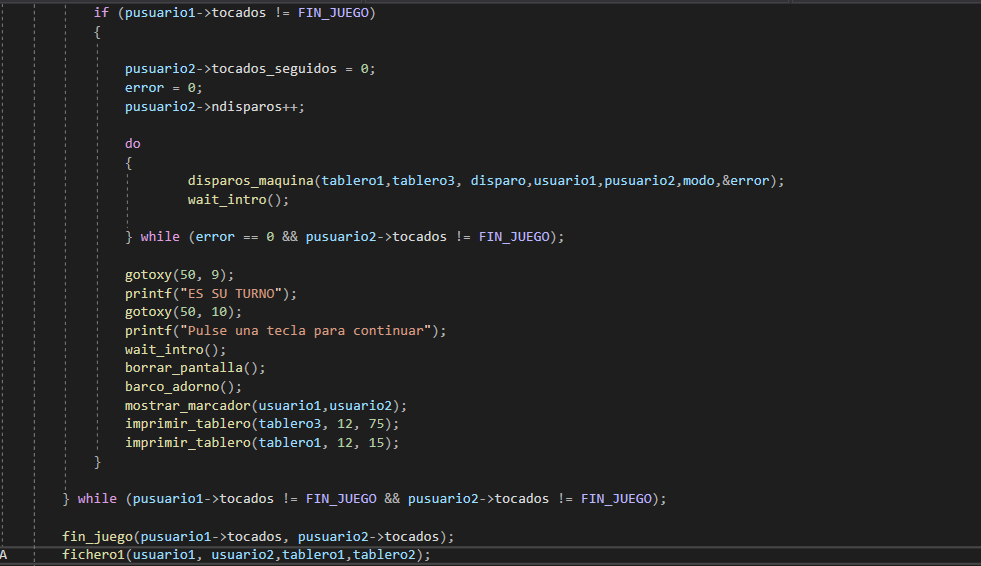 if (pusuario1->tocados != FIN_JUEGO)
{
pusuario2->tocados_seguidos = 0;
error = 0;
pusuario2->ndisparos++;
do
{
disparos_maquina(tablero1,tablero3, disparo,usuario1,pusuario2,modo,&error);
wait_intro();
} while (error == 0 && pusuario2->tocados != FIN_JUEGO);
gotoxy(50, 9);
printf("ES SU TURNO");
gotoxy(50, 10);
printf("Pulse una tecla para continuar");
wait_intro();
borrar_pantalla();
barco_adorno();
mostrar_marcador(usuario1,usuario2);
imprimir_tablero(tablero3, 12, 75);
imprimir_tablero(tablero1, 12, 15);
}
} while (pusuario1->tocados != FIN_JUEGO && pusuario2->tocados != FIN_JUEGO);
fin_juego(pusuario1->tocados, pusuario2->tocados);
A fichero1(usuario1, usuario2,tablero1,tablero2);